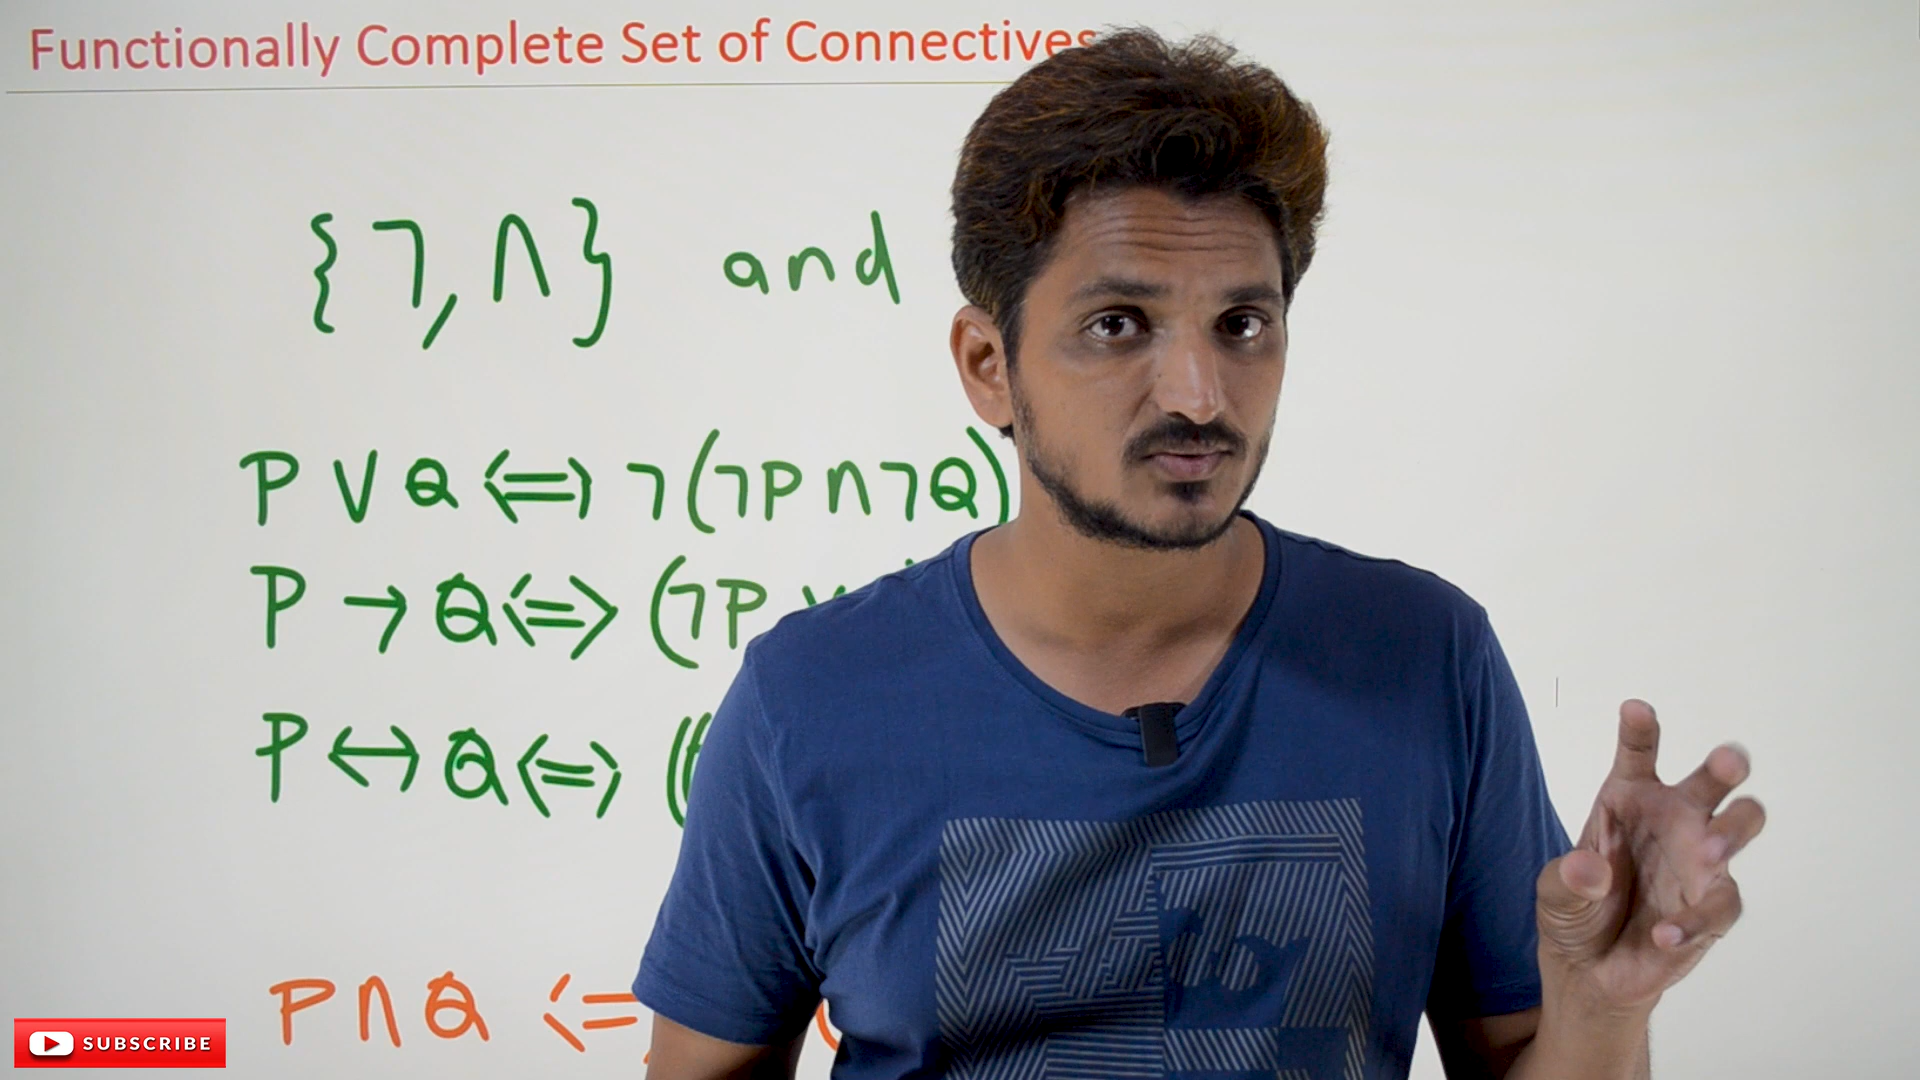 Functionally Complete Set of Connectives
{¬, ∧} and
P ∨ Q <=> ¬(¬P ∧ ¬Q)
P → Q <=> (¬P ∨
P ↔ Q <=> ((
P ∧ Q <=
SUBSCRIBE